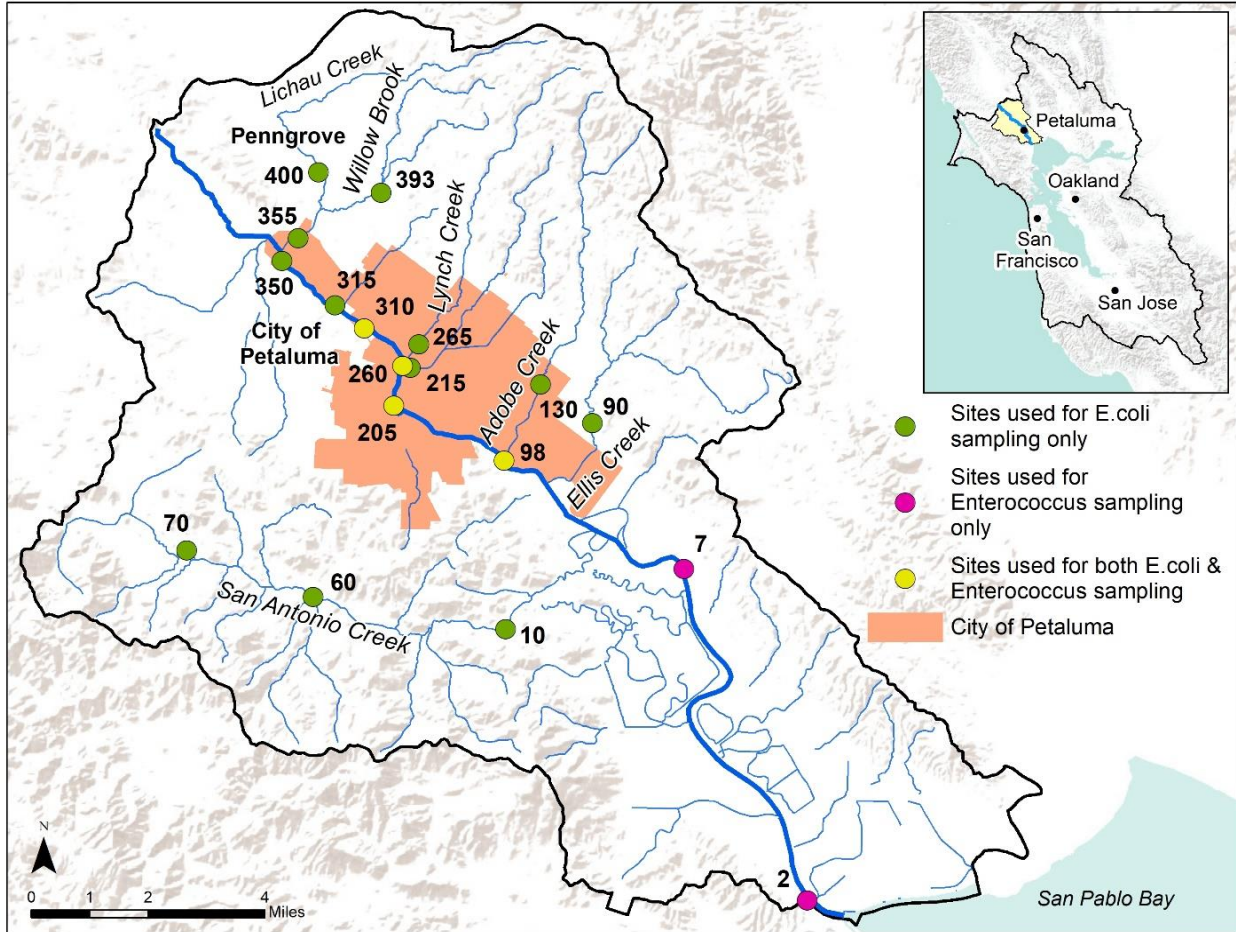 Lichau Creek
Willow Brook
Penngrove
400
393
355
Lynch Creek
350
315
310
City of
Petaluma
265
260
215
Adobe Creek
130
90
205
98
Ellis Creek
70
7
60
San Antonio Creek
10
2
San Pablo Bay
N
0
2
4
Miles
Petaluma
Oakland
San
Francisco
San Jose
Sites used for E.coli
sampling only
Sites used for
Enterococcus sampling
only
Sites used for both E.coli &
Enterococcus sampling
City of Petaluma